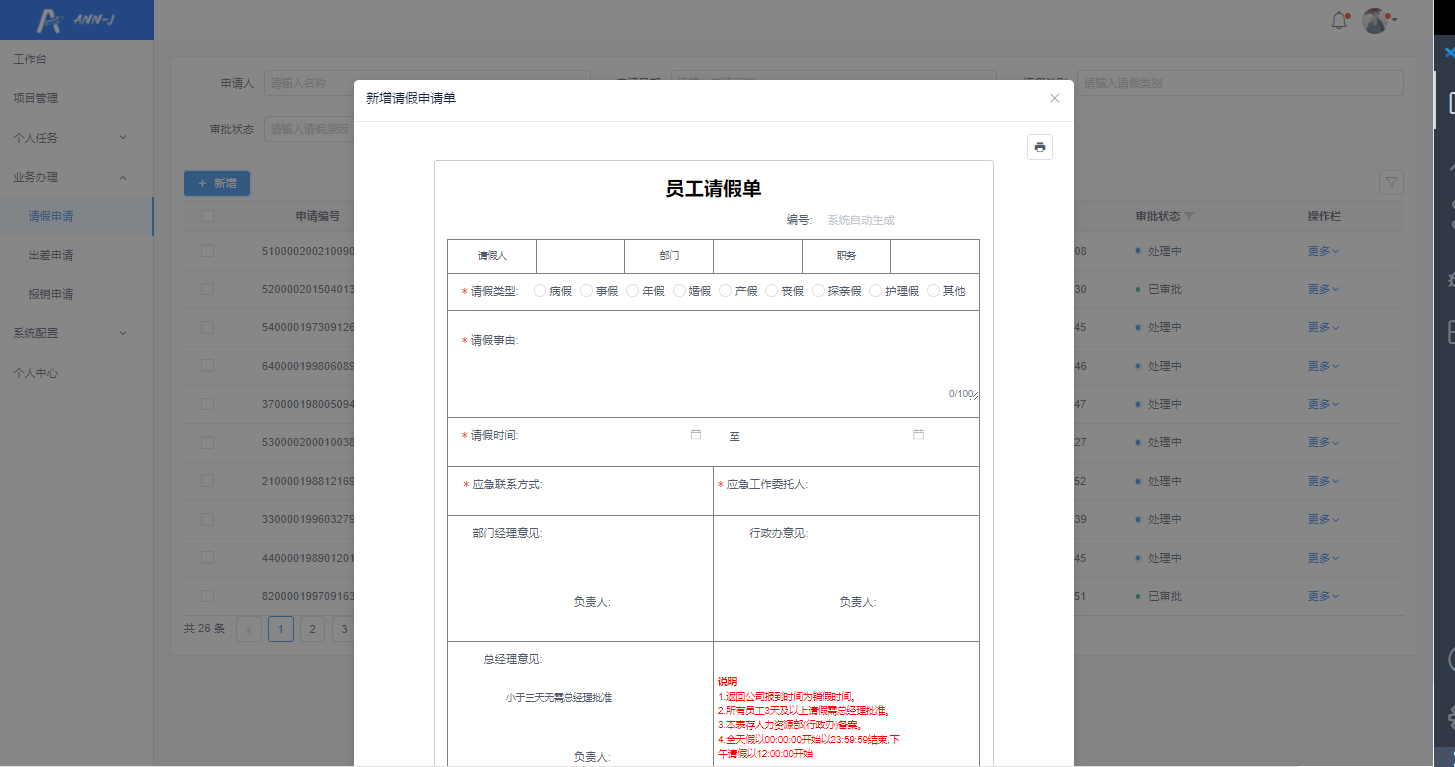 ANN-J
工作台
项目管理
个人任务
业务办理
请假申请
出差申请
报销申请
系统配置
个人中心
申请人 请输入名称
请输入请假类别
审批状态 请输入请假原因
+ 新增
申请编号 审批状态 操作栏
510000200210090 08 处理中 更多
520000201504013 30 已审批 更多
540000197309126 45 处理中 更多
640000199806089 46 处理中 更多
370000198005094 47 处理中 更多
530000200010038 27 处理中 更多
210000198812169 52 处理中 更多
330000199603279 39 处理中 更多
440000198901201 45 处理中 更多
820000199709163 51 已审批 更多
共 26 条 1 2 3
新增请假申请单
员工请假单
编号: 系统自动生成
请假人 部门 职务
* 请假类型: 病假 事假 年假 婚假 产假 丧假 探亲假 护理假 其他
* 请假事由:
0/100
* 请假时间: 至
* 应急联系方式: * 应急工作委托人:
部门经理意见: 行政办意见:
负责人: 负责人:
总经理意见:
小于三天无需总经理批准
负责人:
说明
1.返回公司报到时间为销假时间。
2.所有员工3天及以上请假需总经理批准。
3.本表存人力资源部(行政办)备案。
4.全天假以00:00:00开始以23:59:59结束,下
午请假以12:00:00开始